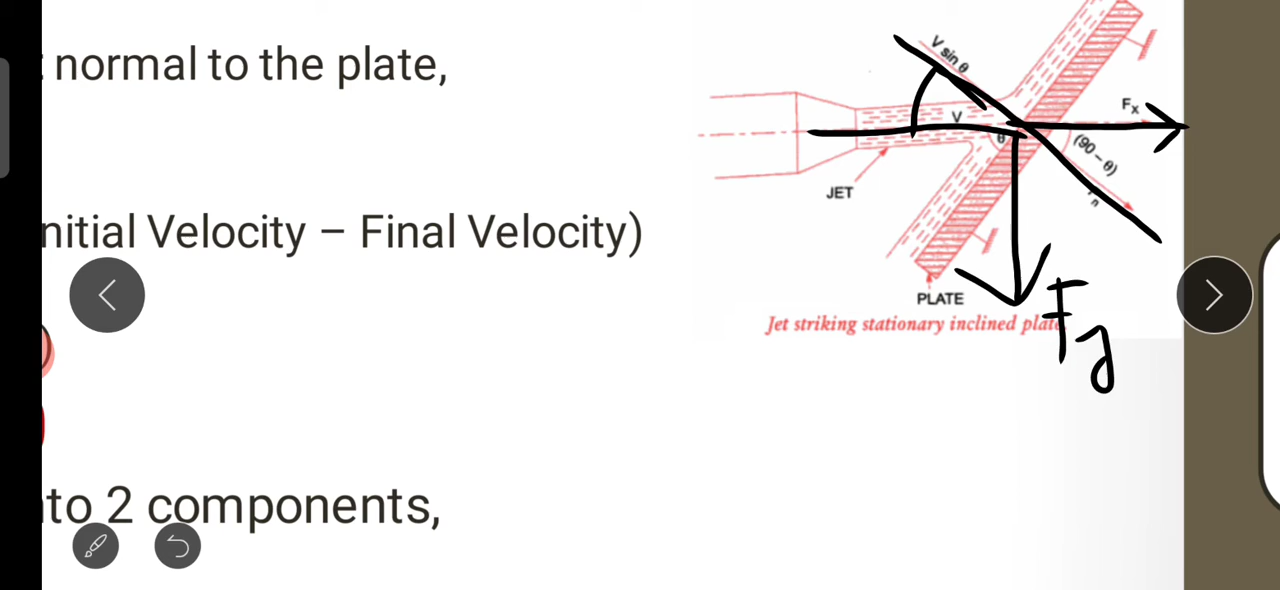 normal to the plate,
nitial Velocity – Final Velocity)
to 2 components,
V sin θ
V
θ
Fx
(90 – θ)
n
JET
PLATE
Jet striking stationary inclined plate
Fy